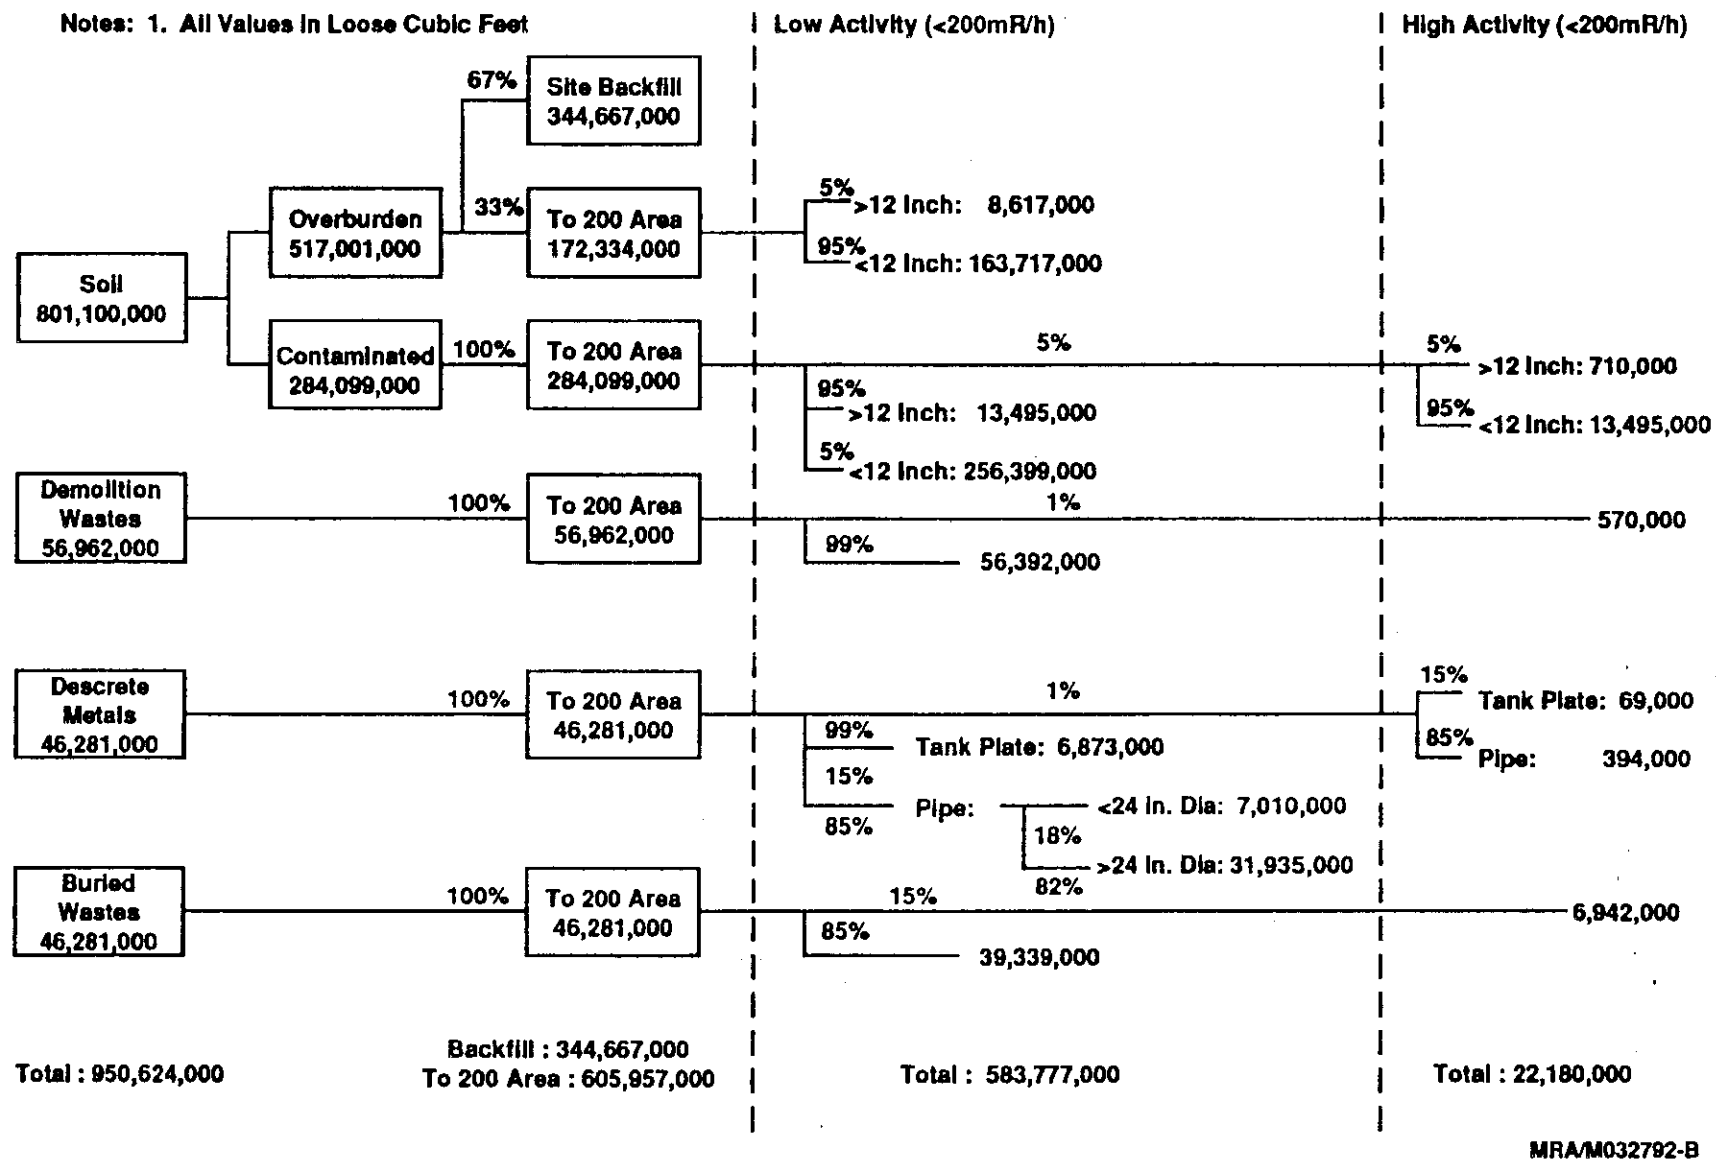 Notes: 1. All Values in Loose Cubic Feet
Low Activity (<200mR/h)
High Activity (<200mR/h)
67%
Site Backfill
344,667,000
Overburden
517,001,000
33%
To 200 Area
172,334,000
5%
>12 Inch: 8,617,000
95%
<12 Inch: 163,717,000
Soil
801,100,000
Contaminated
284,099,000
100%
To 200 Area
284,099,000
5%
5%
>12 Inch: 710,000
95%
<12 Inch: 13,495,000
95%
>12 Inch: 13,495,000
5%
<12 Inch: 256,399,000
Demolition
Wastes
56,962,000
100%
To 200 Area
56,962,000
1%
570,000
99%
56,392,000
Descrete
Metals
46,281,000
100%
To 200 Area
46,281,000
1%
15%
Tank Plate: 69,000
85%
Pipe: 394,000
99%
Tank Plate: 6,873,000
15%
Pipe:
85%
<24 In. Dia: 7,010,000
18%
>24 In. Dia: 31,935,000
82%
Buried
Wastes
46,281,000
100%
To 200 Area
46,281,000
15%
6,942,000
85%
39,339,000
Total : 950,624,000
Backfill : 344,667,000
To 200 Area : 605,957,000
Total : 583,777,000
Total : 22,180,000
MRA/M032792-B